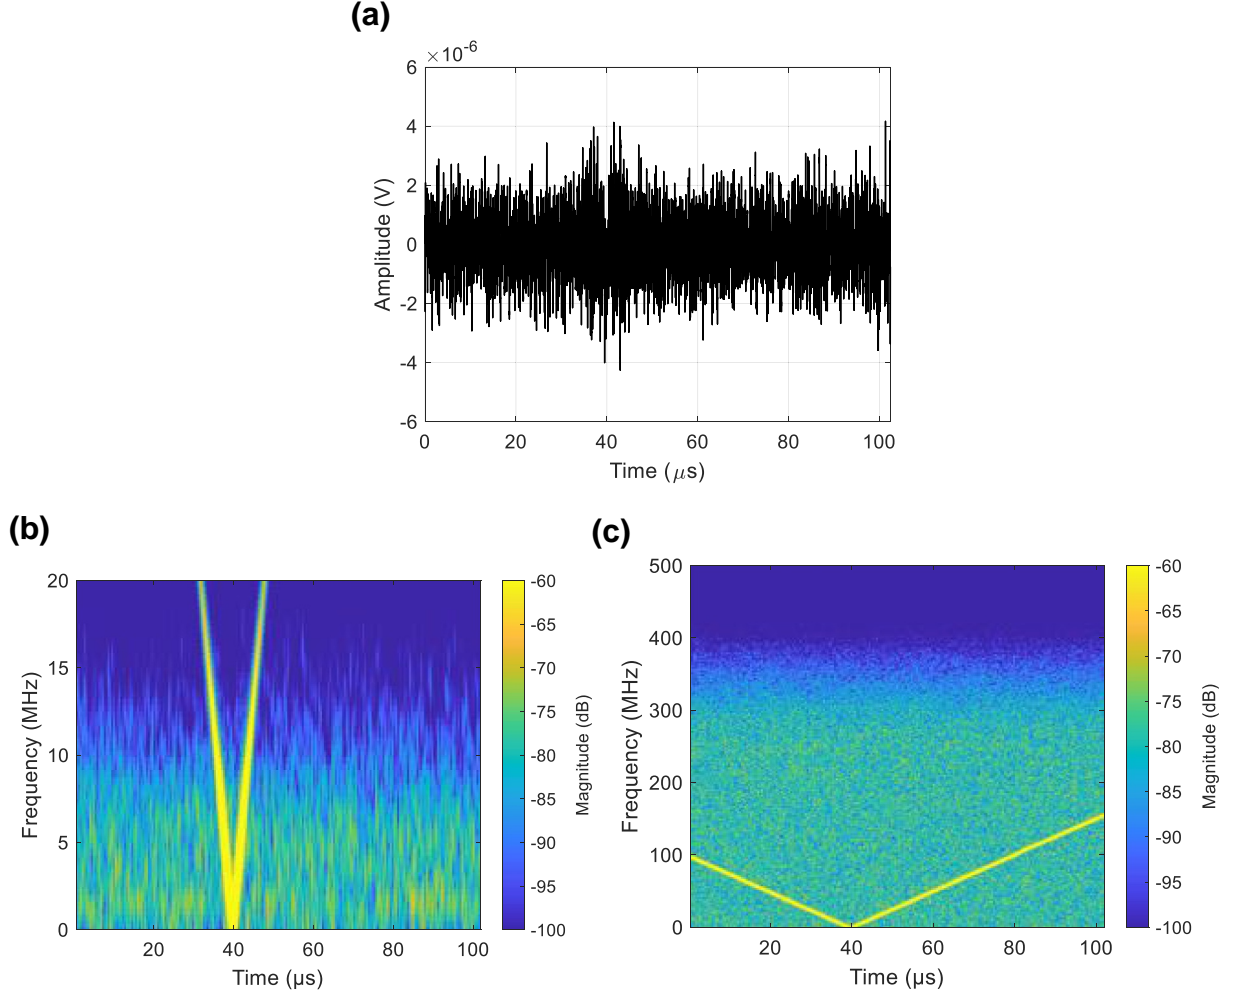 (a)
×10-6
6
4
2
0
-2
-4
-6
Amplitude (V)
0 20 40 60 80 100
Time (μs)
(b)
20
15
10
5
0
Frequency (MHz)
20 40 60 80 100
Time (μs)
-60
-65
-70
-75
-80
-85
-90
-95
-100
Magnitude (dB)
(c)
500
400
300
200
100
0
Frequency (MHz)
20 40 60 80 100
Time (μs)
-60
-65
-70
-75
-80
-85
-90
-95
-100
Magnitude (dB)